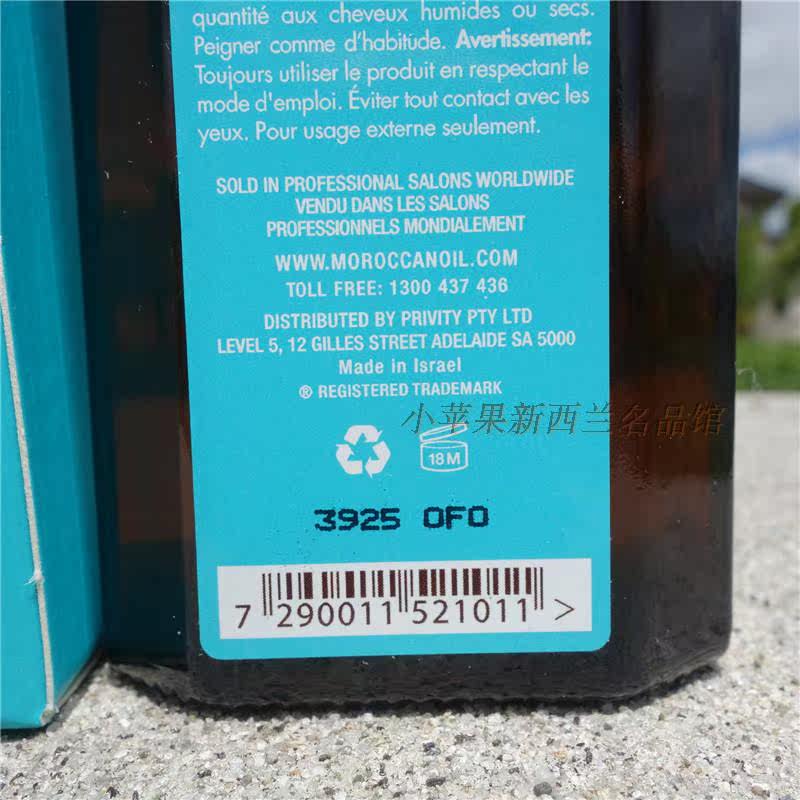 quantité aux cheveux humides ou secs.
Peigner comme d'habitude. Avertissement:
Toujours utiliser le produit en respectant le
mode d'emploi. Éviter tout contact avec les
yeux. Pour usage externe seulement.
SOLD IN PROFESSIONAL SALONS WORLDWIDE
VENDU DANS LES SALONS
PROFESSIONNELS MONDIALEMENT
WWW.MOROCCANOIL.COM
TOLL FREE: 1300 437 436
DISTRIBUTED BY PRIVITY PTY LTD
LEVEL 5, 12 GILLES STREET ADELAIDE SA 5000
Made in Israel
® REGISTERED TRADEMARK
小苹果新西兰名品馆
18 M
3925 OFO
7 290011 521011 >